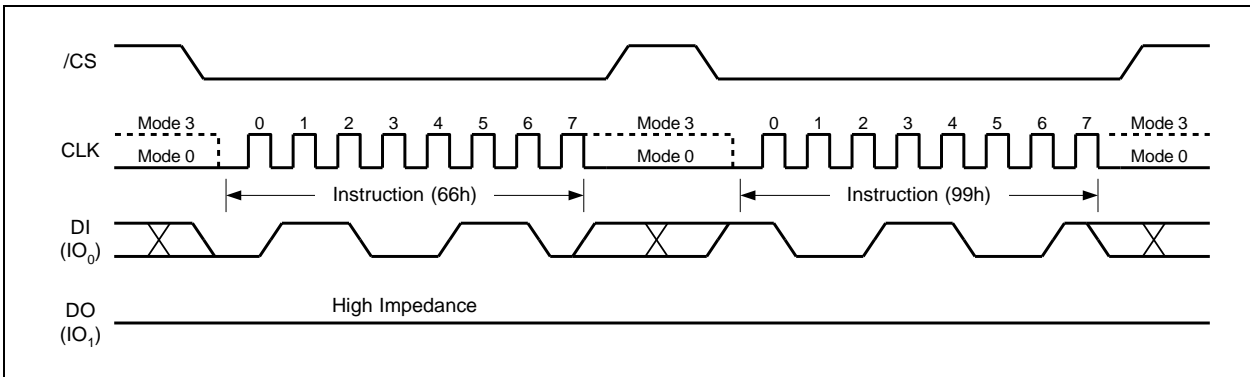 /CS
Mode 3 0 1 2 3 4 5 6 7 Mode 3 0 1 2 3 4 5 6 7 Mode 3
CLK Mode 0 Mode 0 Mode 0
Instruction (66h) Instruction (99h)
DI
(IO0)
High Impedance
DO
(IO1)